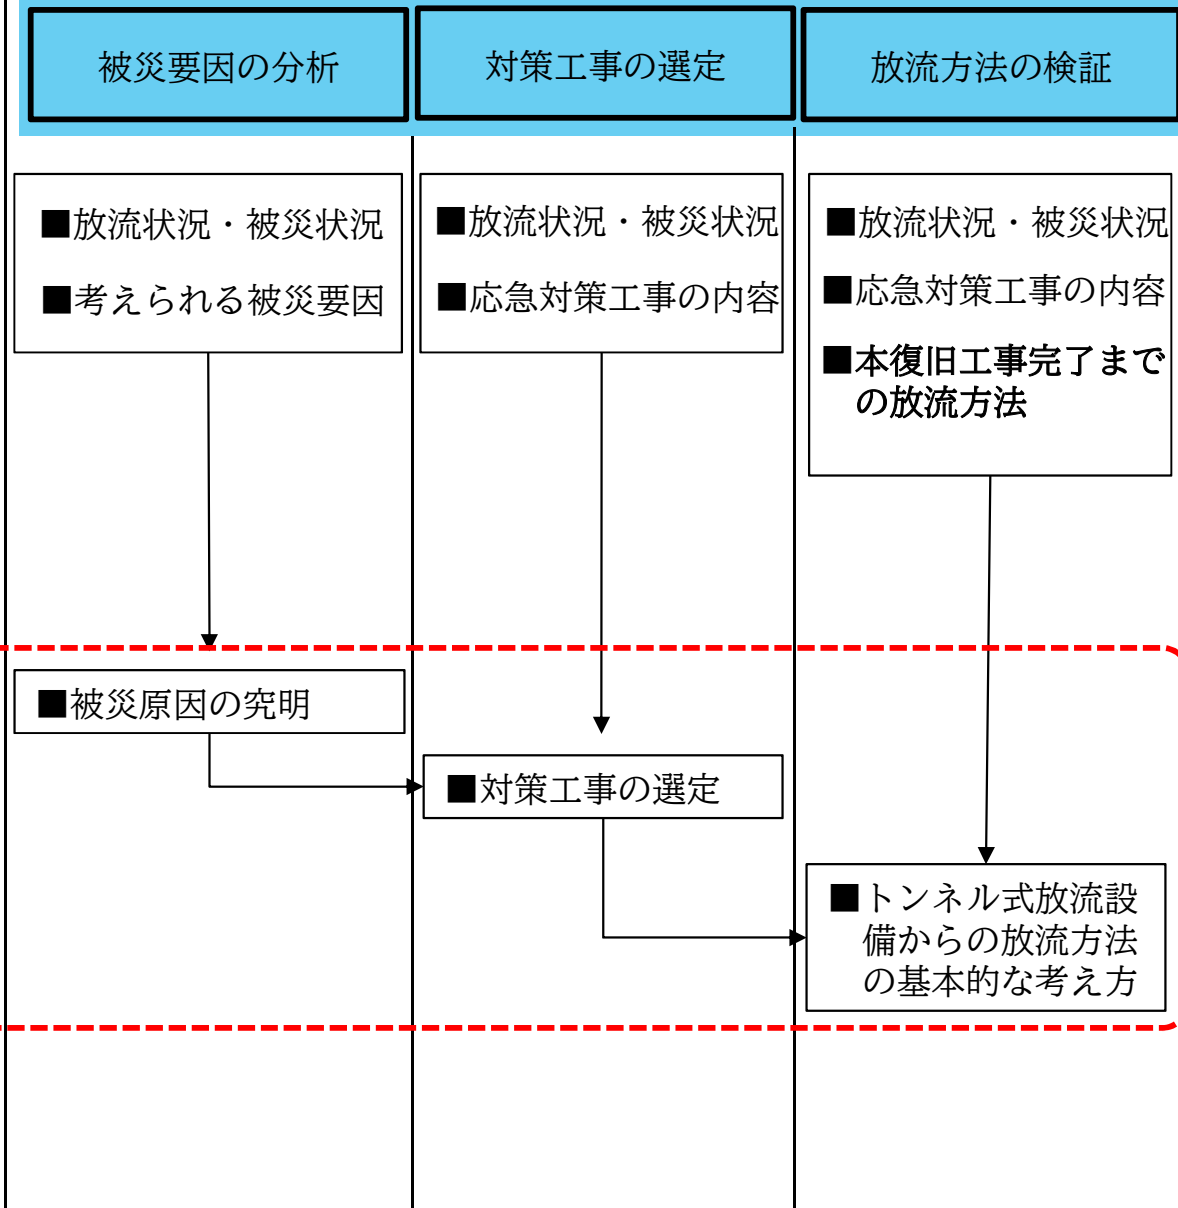 被災要因の分析
対策工事の選定
放流方法の検証
■放流状況・被災状況
■考えられる被災要因
■放流状況・被災状況
■応急対策工事の内容
■放流状況・被災状況
■応急対策工事の内容
■本復旧工事完了まで
の放流方法
■被災原因の究明
■対策工事の選定
■トンネル式放流設
備からの放流方法
の基本的な考え方